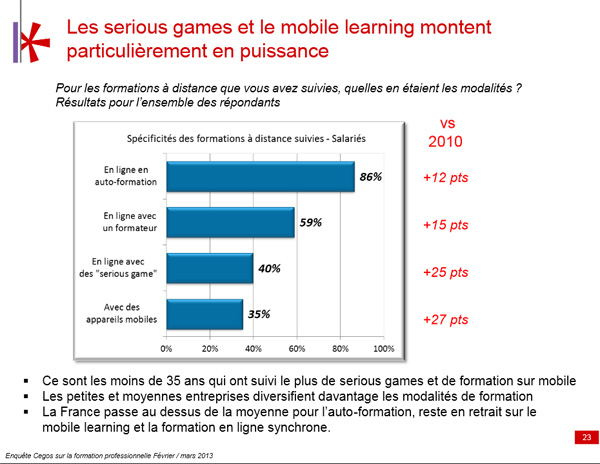 Les serious games et le mobile learning montent
particulièrement en puissance
Pour les formations à distance que vous avez suivies, quelles en étaient les modalités ?
Résultats pour l'ensemble des répondants
vs
2010
Spécificités des formations à distance suivies - Salariés
En ligne en
auto-formation
86%
+12 pts
En ligne avec
un formateur
59%
+15 pts
En ligne avec
des "serious game"
40%
+25 pts
Avec des
appareils mobiles
35%
+27 pts
0% 20% 40% 60% 80% 100%
▪ Ce sont les moins de 35 ans qui ont suivi le plus de serious games et de formation sur mobile
▪ Les petites et moyennes entreprises diversifient davantage les modalités de formation
▪ La France passe au dessus de la moyenne pour l'auto-formation, reste en retrait sur le
mobile learning et la formation en ligne synchrone.
23
Enquête Cegos sur la formation professionnelle Février / mars 2013